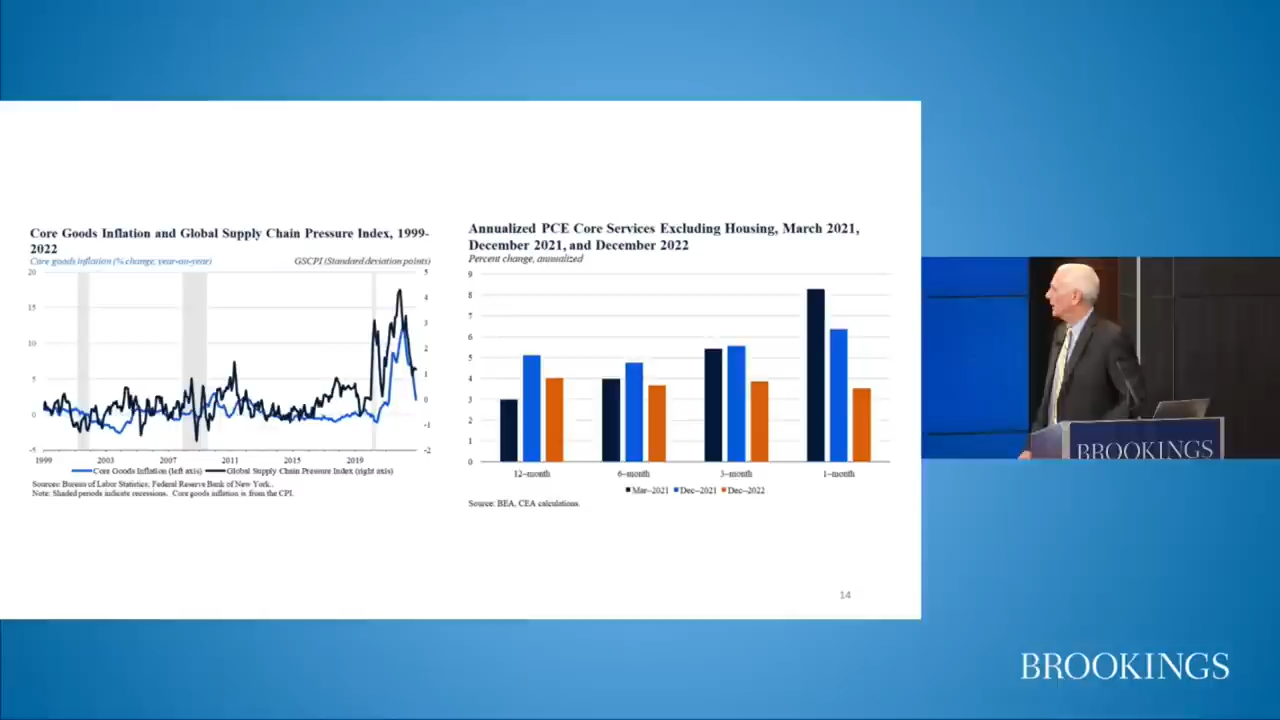 Core Goods Inflation and Global Supply Chain Pressure Index, 1999-
2022
Core goods inflation (% change, year-on-year)
GSCPI (Standard deviation points)
20
15
10
5
0
-5
5
4
3
2
1
0
-1
-2
1999
2003
2007
2011
2015
2019
Core Goods Inflation (left axis)
Global Supply Chain Pressure Index (right axis)
Sources: Bureau of Labor Statistics; Federal Reserve Bank of New York.
Note: Shaded periods indicate recessions. Core goods inflation is from the CPI.
Annualized PCE Core Services Excluding Housing, March 2021,
December 2021, and December 2022
Percent change, annualized
9
8
7
6
5
4
3
2
1
0
12-month
6-month
3-month
1-month
Mar-2021
Dec-2021
Dec-2022
Source: BEA, CEA calculations.
14
BROOKINGS
BROOKINGS